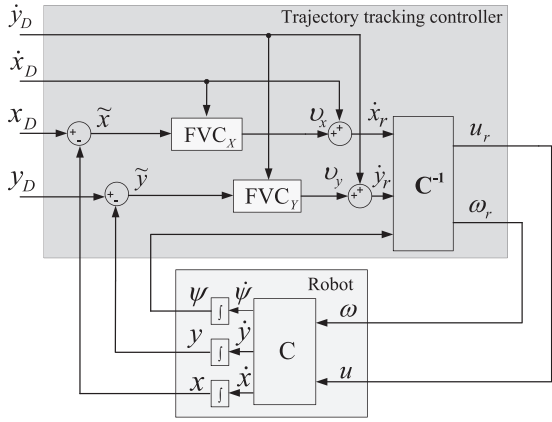 Trajectory tracking controller
ẏ_D
ẋ_D
x_D
x̃
FVC_X
υ_x
ẋ_r
u_r
+
-
+
+
y_D
ỹ
FVC_Y
υ_y
ẏ_r
C⁻¹
ω_r
+
-
+
+
Robot
ψ
∫
ψ̇
ω
y
∫
ẏ
C
x
∫
ẋ
u